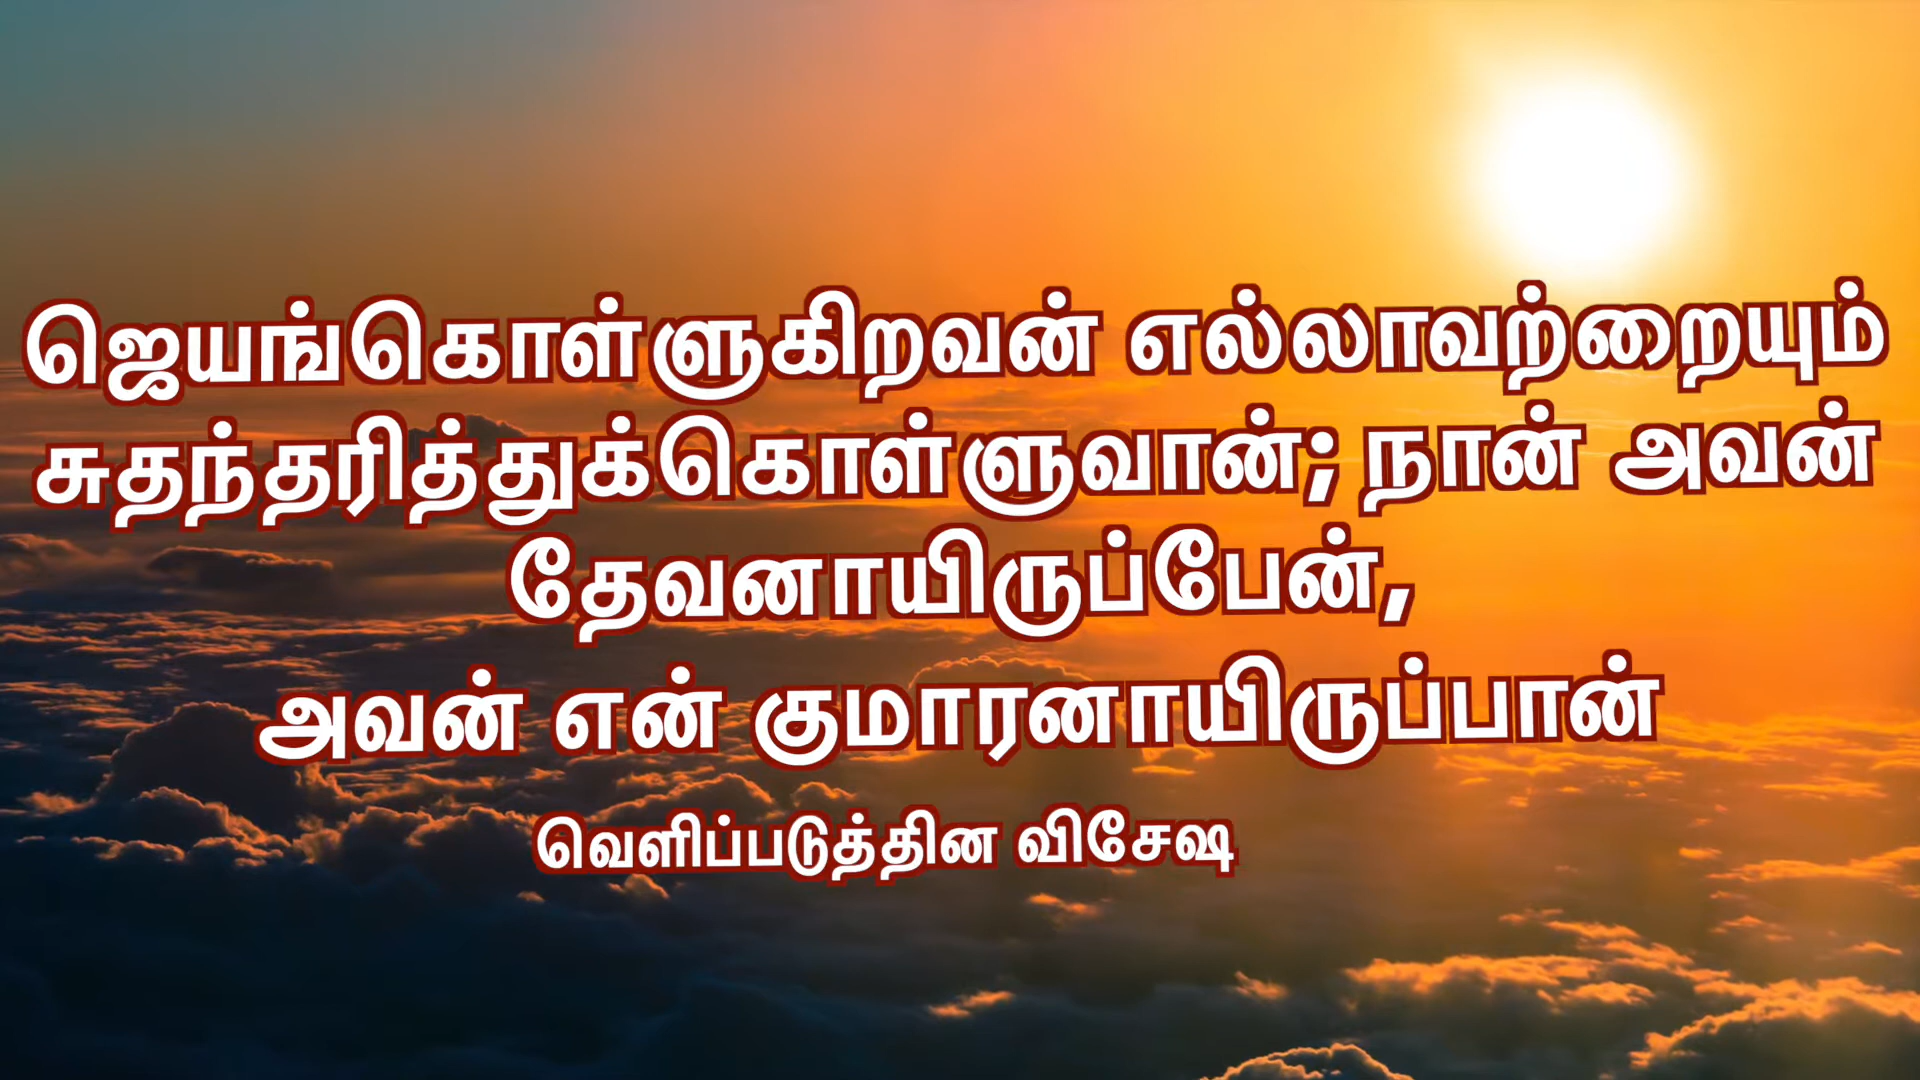 ஜெயங்கொள்ளுகிறவன் எல்லாவற்றையும்
சுதந்தரித்துக்கொள்ளுவான்; நான் அவன்
தேவனாயிருப்பேன்,
அவன் என் குமாரனாயிருப்பான்
வெளிப்படுத்தின விசேஷ